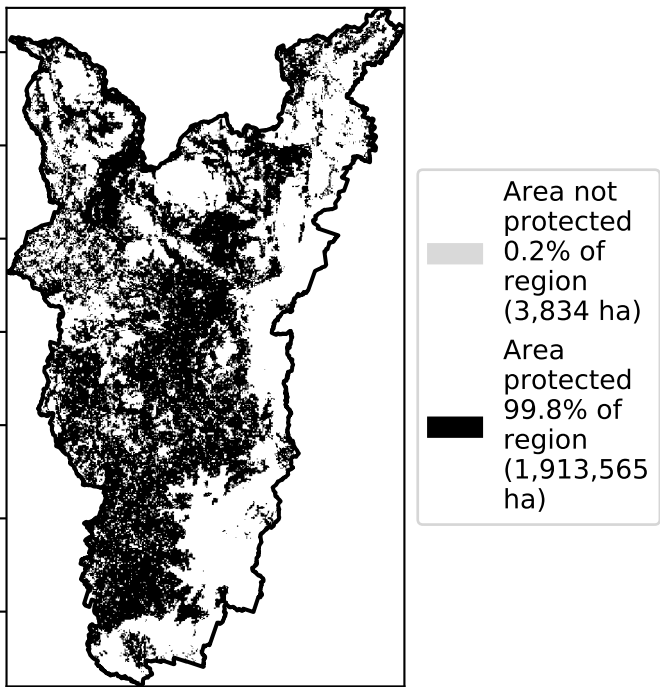 Area not
protected
0.2% of
region
(3,834 ha)
Area
protected
99.8% of
region
(1,913,565
ha)